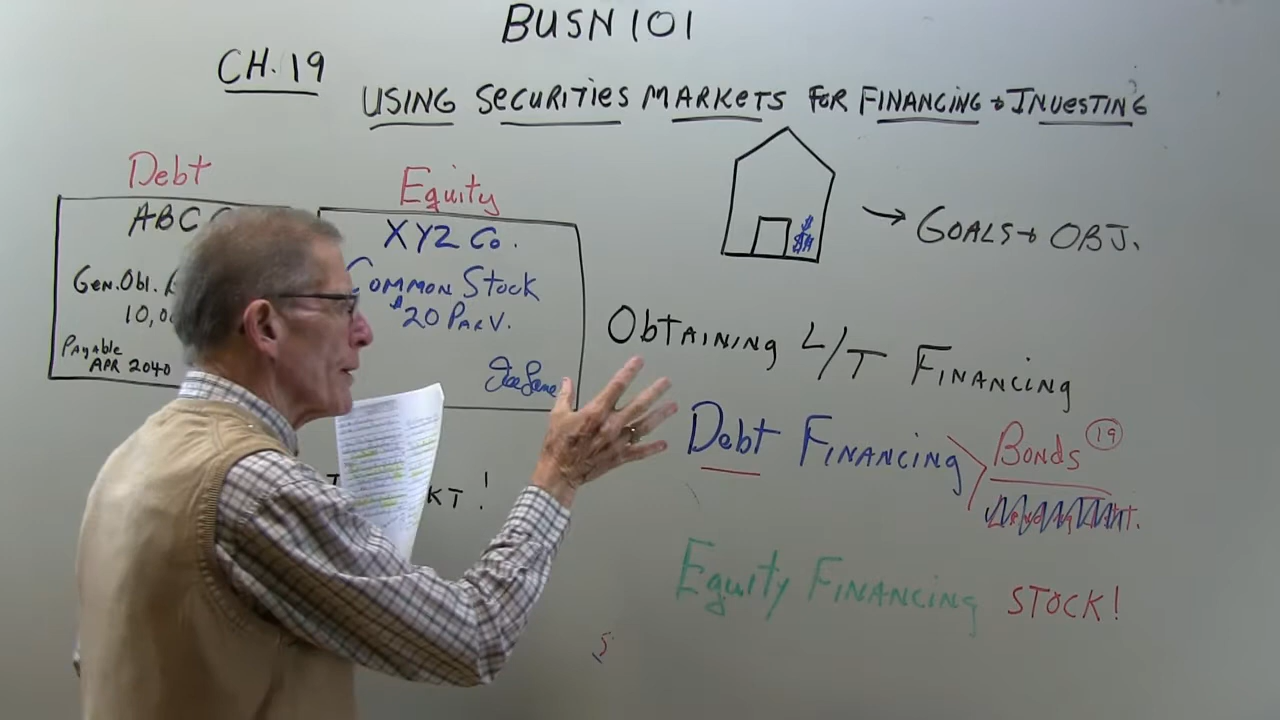 BUSN 101
CH. 19
USING SECURITIES MARKETS FOR FINANCING + INVESTING
Debt
ABC
Gen. Obl.
10,0
Payable
APR 2040
Equity
XYZ Co.
COMMON STOCK
$20 PAR V.
KT!
→ GOALS + OBJ.
OBTAINING L/T FINANCING
Debt FINANCING
BONDS 19
Equity FINANCING STOCK!